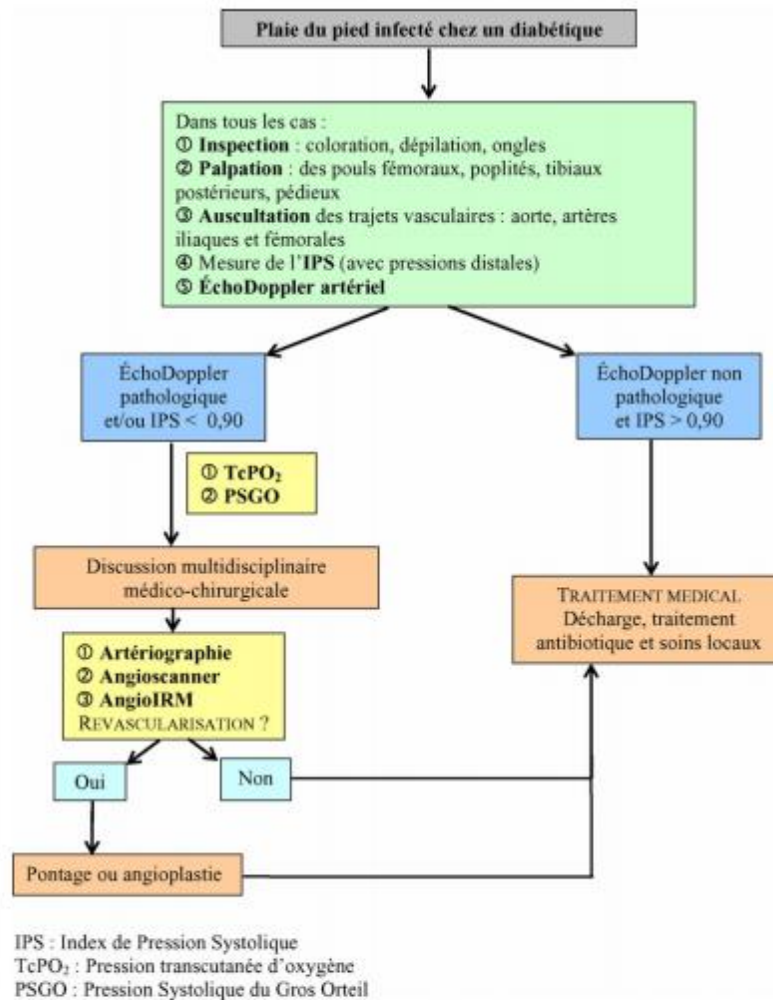 Plaie du pied infecté chez un diabétique
Dans tous les cas :
① Inspection : coloration, dépilation, ongles
② Palpation : des pouls fémoraux, poplités, tibiaux
postérieurs, pédieux
③ Auscultation des trajets vasculaires : aorte, artères
iliaques et fémorales
④ Mesure de l'IPS (avec pressions distales)
⑤ ÉchoDoppler artériel
ÉchoDoppler
pathologique
et/ou IPS < 0,90
ÉchoDoppler non
pathologique
et IPS > 0,90
① TcPO₂
② PSGO
Discussion multidisciplinaire
médico-chirurgicale
TRAITEMENT MEDICAL
Décharge, traitement
antibiotique et soins locaux
① Artériographie
② Angioscanner
③ AngioIRM
REVASCULARISATION ?
Oui
Non
Pontage ou angioplastie
IPS : Index de Pression Systolique
TcPO₂ : Pression transcutanée d'oxygène
PSGO : Pression Systolique du Gros Orteil